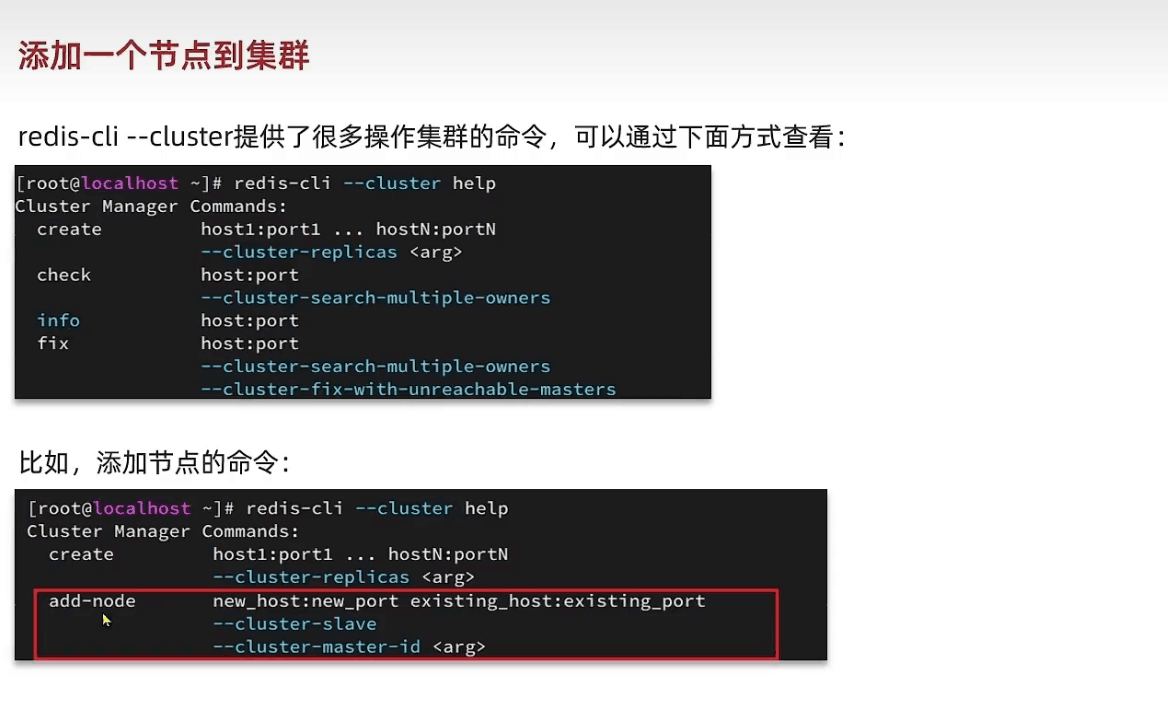 添加一个节点到集群
redis-cli --cluster提供了很多操作集群的命令，可以通过下面方式查看：
[root@localhost ~]# redis-cli --cluster help
Cluster Manager Commands:
create host1:port1 ... hostN:portN
--cluster-replicas <arg>
check host:port
--cluster-search-multiple-owners
info host:port
fix host:port
--cluster-search-multiple-owners
--cluster-fix-with-unreachable-masters
比如，添加节点的命令：
[root@localhost ~]# redis-cli --cluster help
Cluster Manager Commands:
create host1:port1 ... hostN:portN
--cluster-replicas <arg>
add-node new_host:new_port existing_host:existing_port
--cluster-slave
--cluster-master-id <arg>